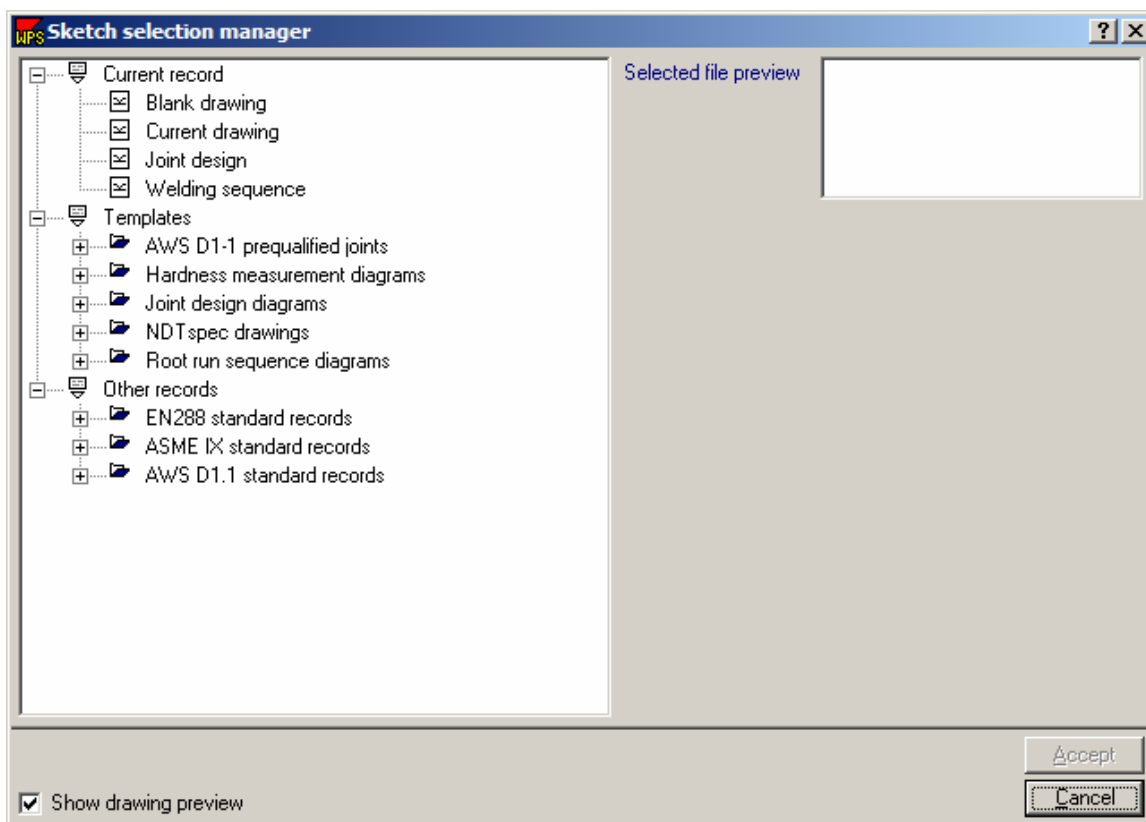 WPS Sketch selection manager
Current record
Blank drawing
Current drawing
Joint design
Welding sequence
Templates
AWS D1-1 prequalified joints
Hardness measurement diagrams
Joint design diagrams
NDTspec drawings
Root run sequence diagrams
Other records
EN288 standard records
ASME IX standard records
AWS D1.1 standard records
Selected file preview
Accept
Show drawing preview
Cancel